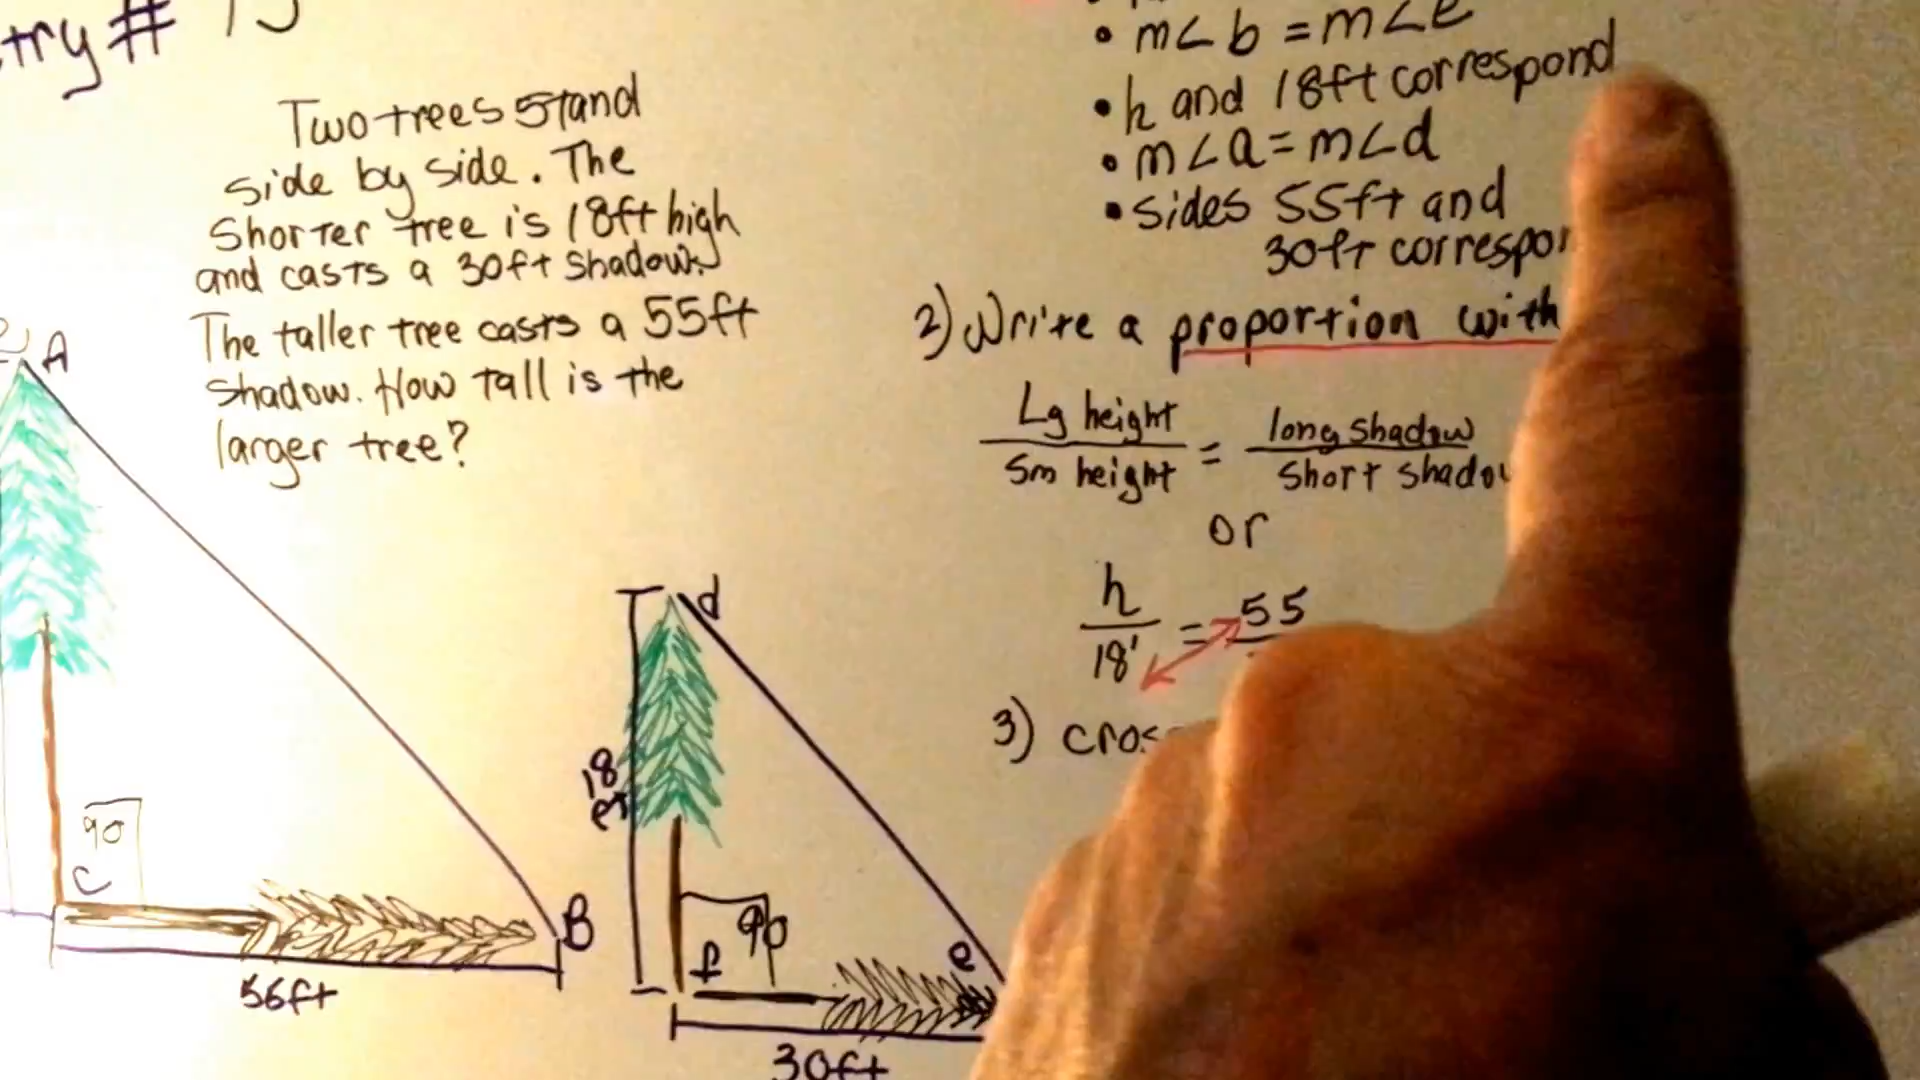 try# 13
Two trees stand
side by side. The
Shorter tree is 18ft high
and casts a 30ft shadow.
The taller tree casts a 55ft
shadow. How tall is the
larger tree?
A
90
C
B
56ft
d
18
ft
90
f
e
30ft
• m∠b = m∠e
• h and 18ft correspond
• m∠a = m∠d
• sides 55ft and
30ft correspon
2) Write a proportion with
Lg height = long shadow
Sm height short shadow
or
h = 55
18'
3) cros